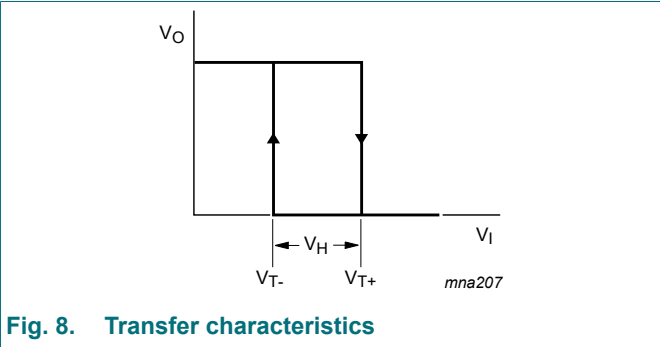 VO
VI
VH
VT-
VT+
mna207
Fig. 8. Transfer characteristics